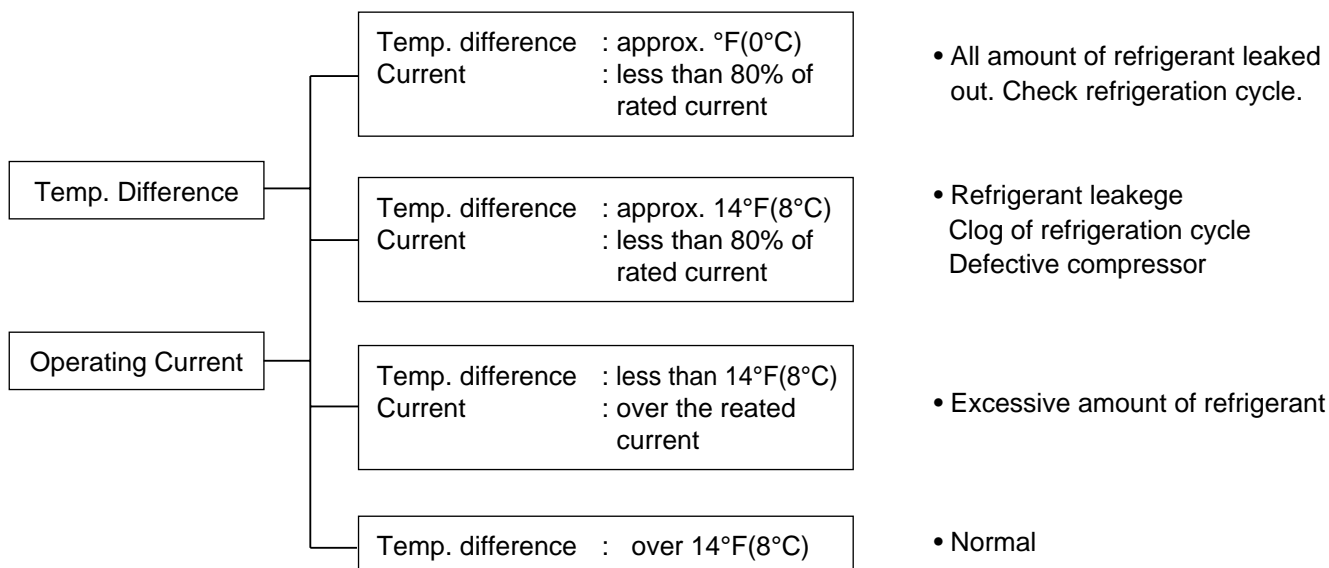 Temp. difference : approx. °F(0°C)
Current : less than 80% of
rated current
• All amount of refrigerant leaked
out. Check refrigeration cycle.
Temp. Difference
Temp. difference : approx. 14°F(8°C)
Current : less than 80% of
rated current
• Refrigerant leakege
Clog of refrigeration cycle
Defective compressor
Operating Current
Temp. difference : less than 14°F(8°C)
Current : over the reated
current
• Excessive amount of refrigerant
Temp. difference : over 14°F(8°C)
• Normal